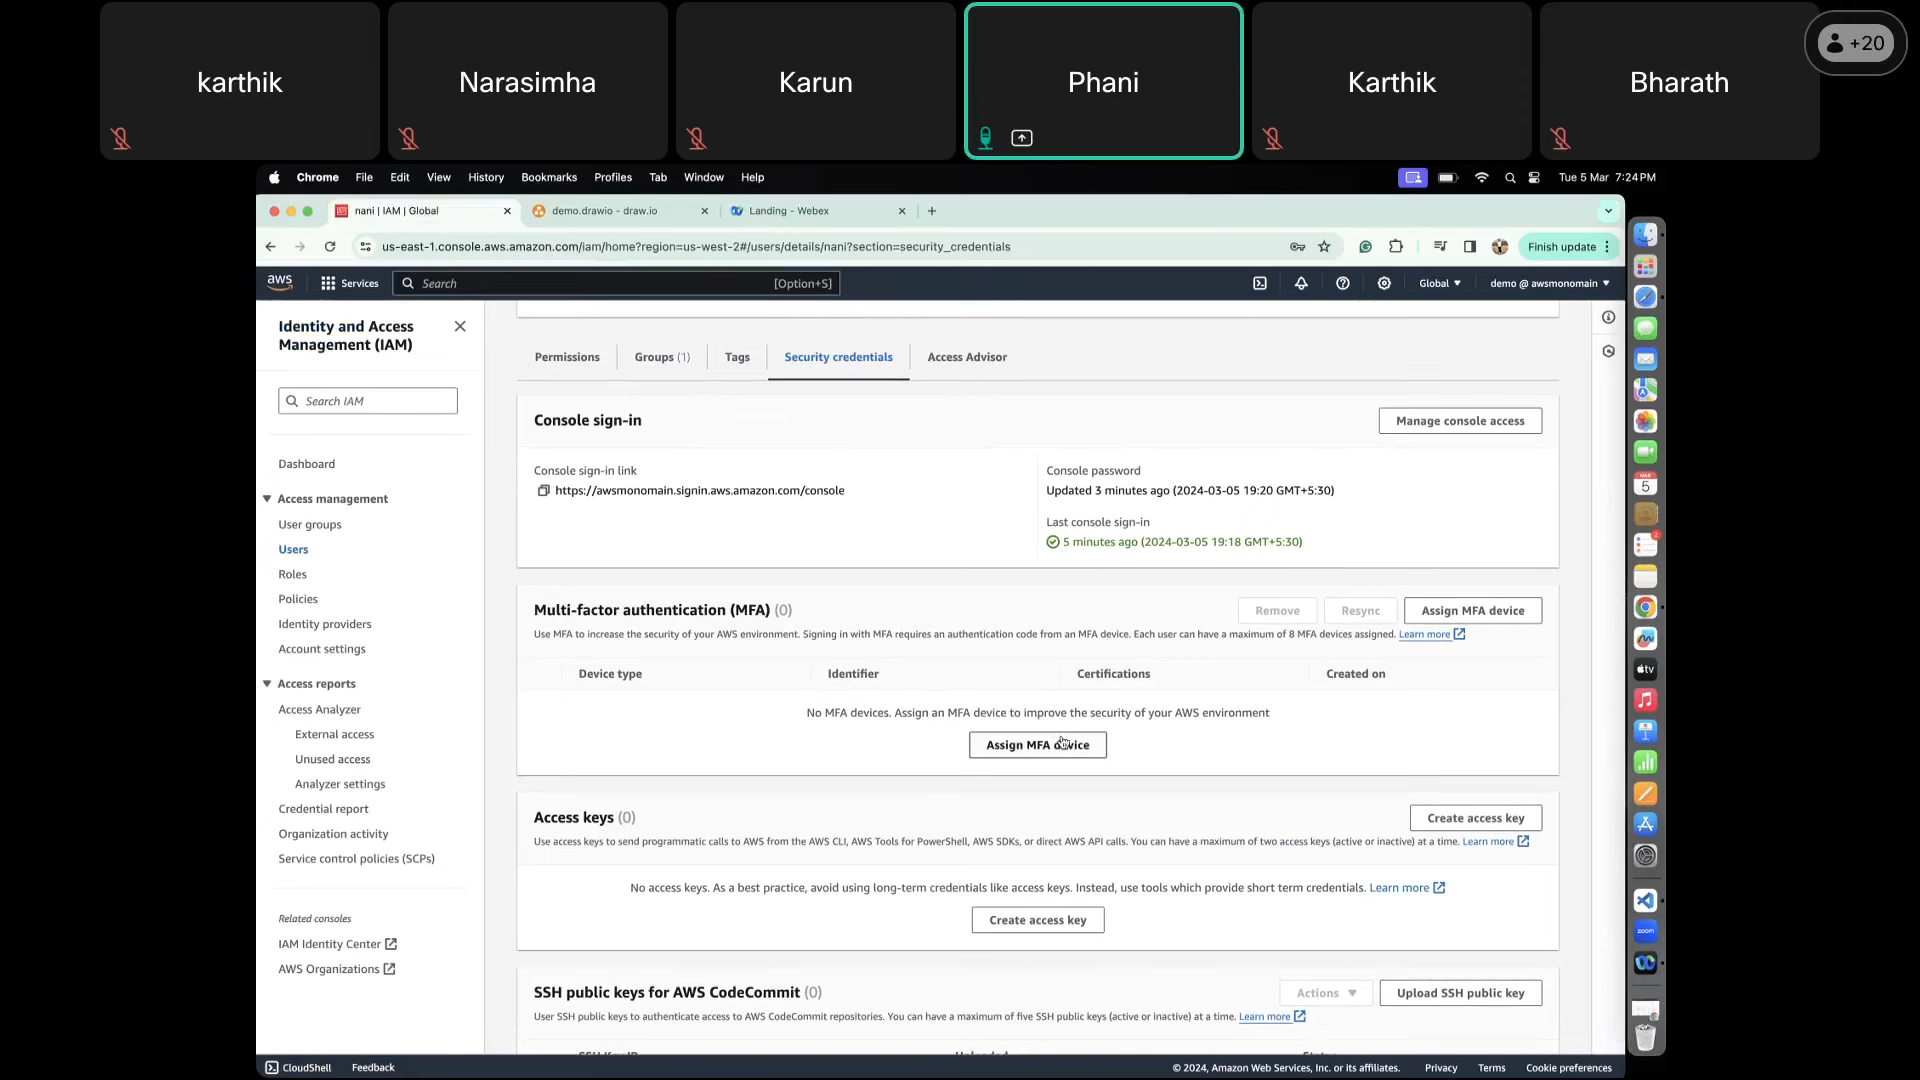 karthik
Narasimha
Karun
Phani
Karthik
Bharath
+20
Chrome File Edit View History Bookmarks Profiles Tab Window Help
Tue 5 Mar 7:24PM
nani | IAM | Global
demo.drawio - draw.io
Landing - Webex
us-east-1.console.aws.amazon.com/iam/home?region=us-west-2#/users/details/nani?section=security_credentials
Finish update
aws
Services
Search
[Option+S]
Global
demo @ awsmonomain
Identity and Access
Management (IAM)
Search IAM
Dashboard
Access management
User groups
Users
Roles
Policies
Identity providers
Account settings
Access reports
Access Analyzer
External access
Unused access
Analyzer settings
Credential report
Organization activity
Service control policies (SCPs)
Related consoles
IAM Identity Center
AWS Organizations
Permissions
Groups (1)
Tags
Security credentials
Access Advisor
Console sign-in
Manage console access
Console sign-in link
https://awsmonomain.signin.aws.amazon.com/console
Console password
Updated 3 minutes ago (2024-03-05 19:20 GMT+5:30)
Last console sign-in
5 minutes ago (2024-03-05 19:18 GMT+5:30)
Multi-factor authentication (MFA) (0)
Remove
Resync
Assign MFA device
Use MFA to increase the security of your AWS environment. Signing in with MFA requires an authentication code from an MFA device. Each user can have a maximum of 8 MFA devices assigned. Learn more
Device type
Identifier
Certifications
Created on
No MFA devices. Assign an MFA device to improve the security of your AWS environment
Assign MFA device
Access keys (0)
Create access key
Use access keys to send programmatic calls to AWS from the AWS CLI, AWS Tools for PowerShell, AWS SDKs, or direct AWS API calls. You can have a maximum of two access keys (active or inactive) at a time. Learn more
No access keys. As a best practice, avoid using long-term credentials like access keys. Instead, use tools which provide short term credentials. Learn more
Create access key
SSH public keys for AWS CodeCommit (0)
Actions
Upload SSH public key
User SSH public keys to authenticate access to AWS CodeCommit repositories. You can have a maximum of five SSH public keys (active or inactive) at a time. Learn more
MAR
5
2
tv
zoom
CloudShell
Feedback
© 2024, Amazon Web Services, Inc. or its affiliates.
Privacy
Terms
Cookie preferences